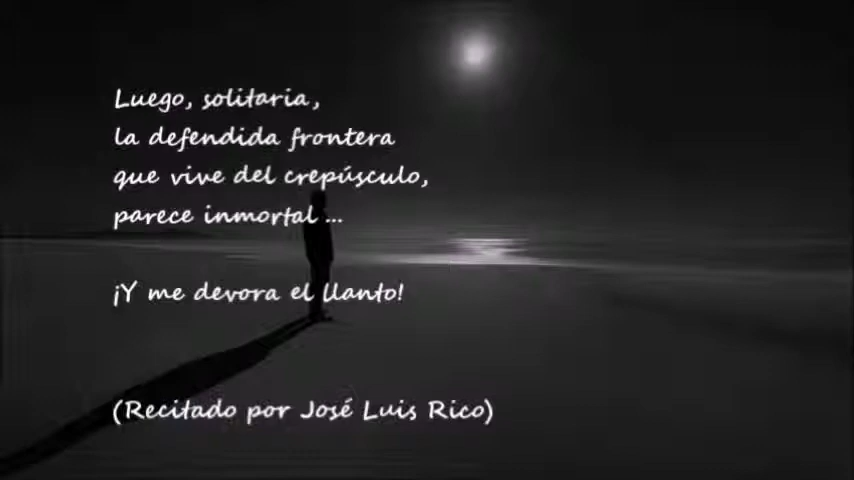 Luego, solitaria,
la defendida frontera
que vive del crepúsculo,
parece inmortal ...
¡Y me devora el llanto!
(Recitado por José Luis Rico)